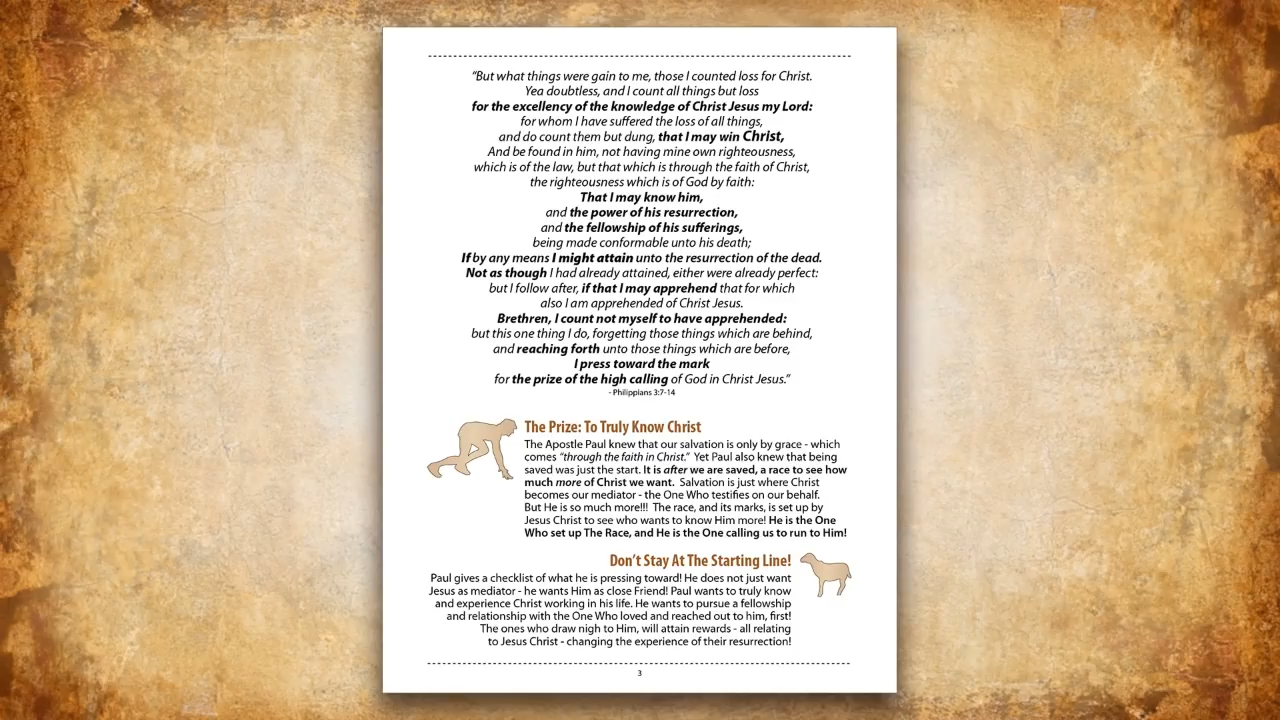 “But what things were gain to me, those I counted loss for Christ.
Yea doubtless, and I count all things but loss
for the excellency of the knowledge of Christ Jesus my Lord:
for whom I have suffered the loss of all things,
and do count them but dung, that I may win Christ,
And be found in him, not having mine own righteousness,
which is of the law, but that which is through the faith of Christ,
the righteousness which is of God by faith:
That I may know him,
and the power of his resurrection,
and the fellowship of his sufferings,
being made conformable unto his death;
If by any means I might attain unto the resurrection of the dead.
Not as though I had already attained, either were already perfect:
but I follow after, if that I may apprehend that for which
also I am apprehended of Christ Jesus.
Brethren, I count not myself to have apprehended:
but this one thing I do, forgetting those things which are behind,
and reaching forth unto those things which are before,
I press toward the mark
for the prize of the high calling of God in Christ Jesus.”
- Philippians 3:7-14
The Prize: To Truly Know Christ
The Apostle Paul knew that our salvation is only by grace - which
comes “through the faith in Christ.” Yet Paul also knew that being
saved was just the start. It is after we are saved, a race to see how
much more of Christ we want. Salvation is just where Christ
becomes our mediator - the One Who testifies on our behalf.
But He is so much more!!! The race, and its marks, is set up by
Jesus Christ to see who wants to know Him more! He is the One
Who set up The Race, and He is the One calling us to run to Him!
Don’t Stay At The Starting Line!
Paul gives a checklist of what he is pressing toward! He does not just want
Jesus as mediator - he wants Him as close Friend! Paul wants to truly know
and experience Christ working in his life. He wants to pursue a fellowship
and relationship with the One Who loved and reached out to him, first!
The ones who draw nigh to Him, will attain rewards - all relating
to Jesus Christ - changing the experience of their resurrection!
3